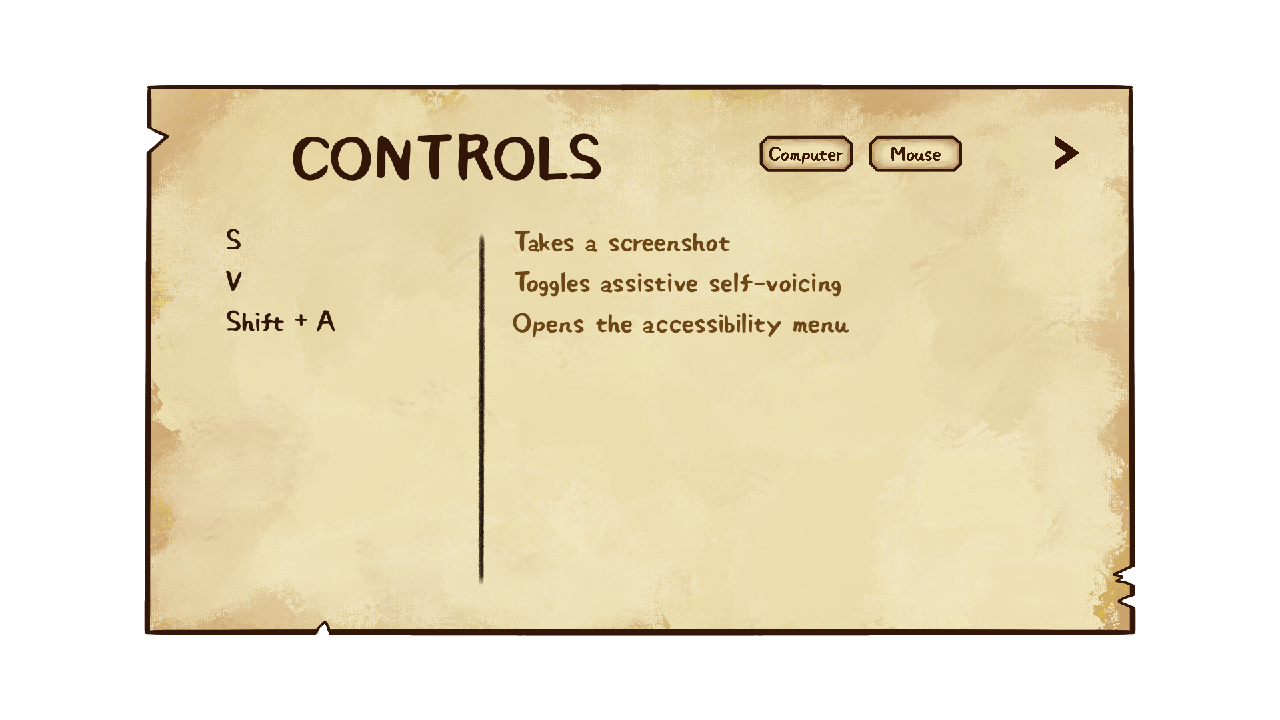 CONTROLS
Computer
Mouse
S
Takes a screenshot
V
Toggles assistive self-voicing
Shift + A
Opens the accessibility menu